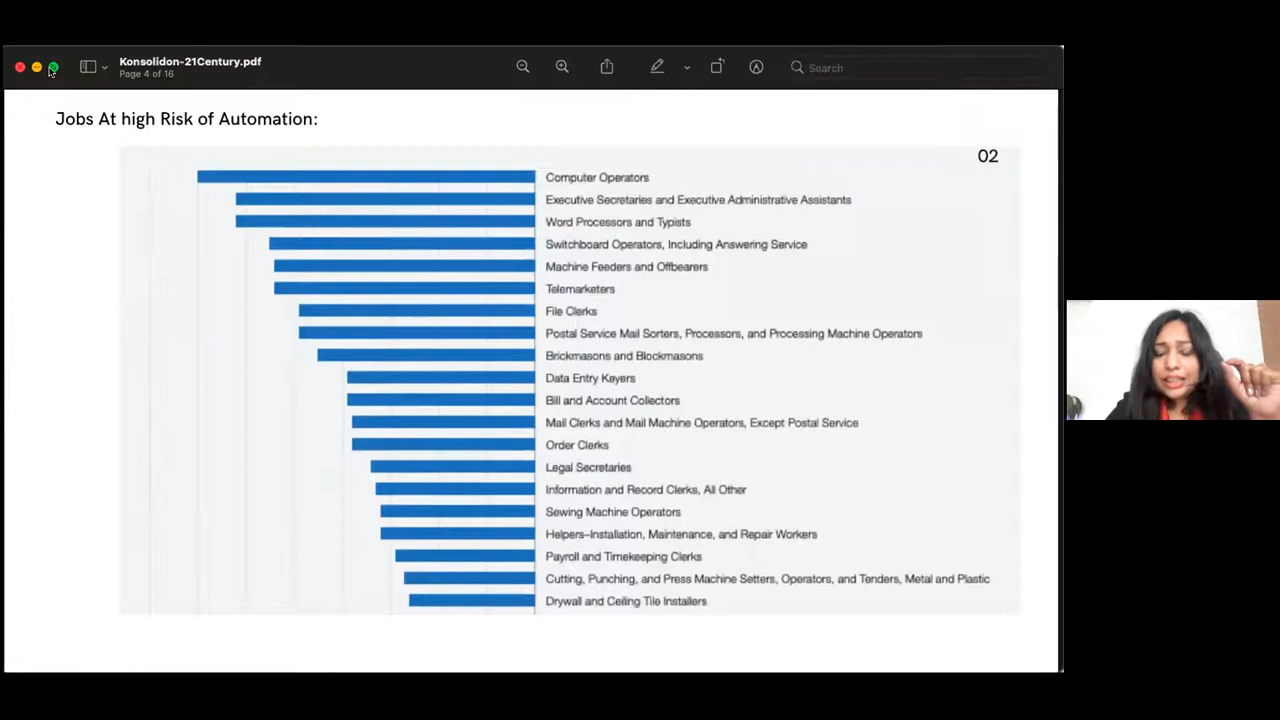 Konsolidon-21Century.pdf
Page 4 of 16
Search
Jobs At high Risk of Automation:
02
Computer Operators
Executive Secretaries and Executive Administrative Assistants
Word Processors and Typists
Switchboard Operators, Including Answering Service
Machine Feeders and Offbearers
Telemarketers
File Clerks
Postal Service Mail Sorters, Processors, and Processing Machine Operators
Brickmasons and Blockmasons
Data Entry Keyers
Bill and Account Collectors
Mail Clerks and Mail Machine Operators, Except Postal Service
Order Clerks
Legal Secretaries
Information and Record Clerks, All Other
Sewing Machine Operators
Helpers–Installation, Maintenance, and Repair Workers
Payroll and Timekeeping Clerks
Cutting, Punching, and Press Machine Setters, Operators, and Tenders, Metal and Plastic
Drywall and Ceiling Tile Installers